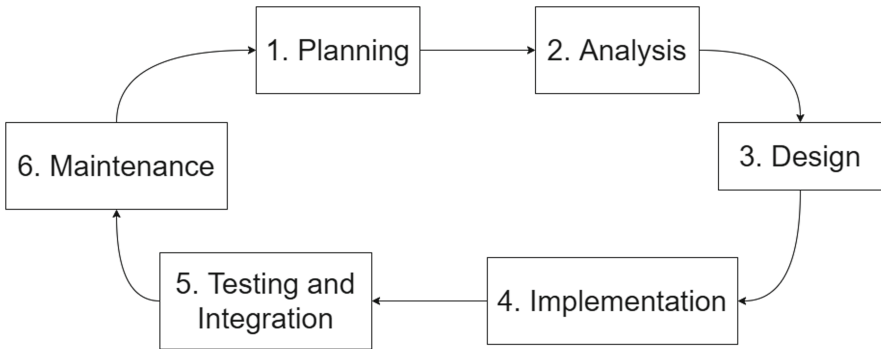 1. Planning
2. Analysis
3. Design
4. Implementation
5. Testing and
Integration
6. Maintenance